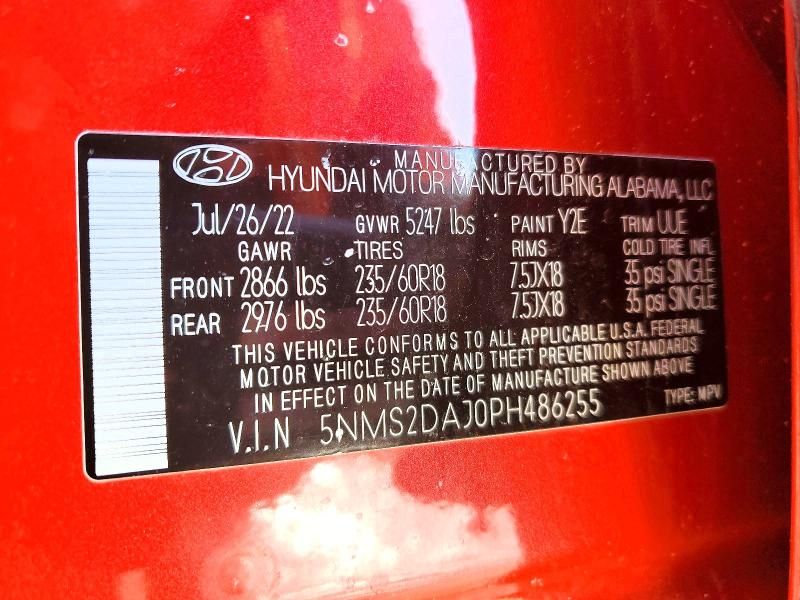 MANUFACTURED BY
HYUNDAI MOTOR MANUFACTURING ALABAMA, LLC
Jul/26/22 GVWR 5247 lbs PAINT Y2E TRIM UUE
GAWR TIRES RIMS COLD TIRE INFL
FRONT 2866 lbs 235/60R18 7.5JX18 35 psi SINGLE
REAR 2976 lbs 235/60R18 7.5JX18 35 psi SINGLE
THIS VEHICLE CONFORMS TO ALL APPLICABLE U.S.A. FEDERAL
MOTOR VEHICLE SAFETY AND THEFT PREVENTION STANDARDS
IN EFFECT ON THE DATE OF MANUFACTURE SHOWN ABOVE
V.I.N 5NMS2DAJ0PH486255 TYPE: MPV